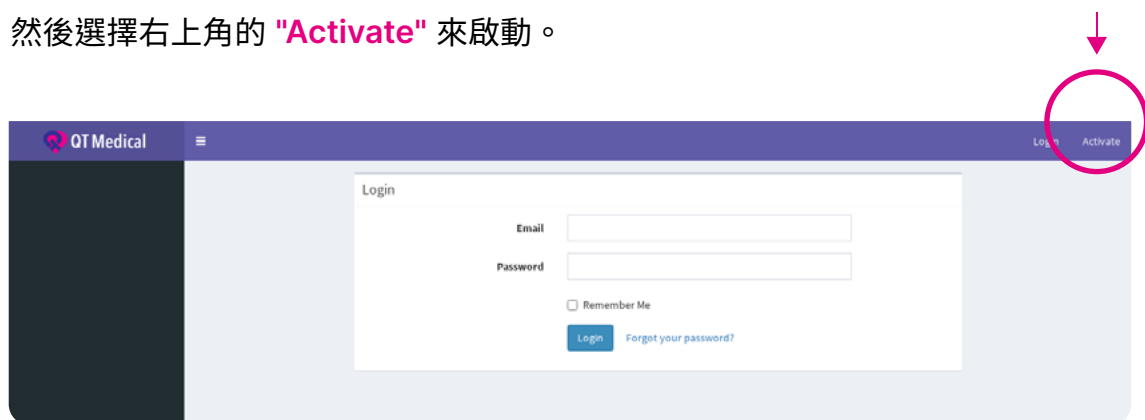 然後選擇右上角的 "Activate" 來啟動。
QT Medical Login Activate
Login
Email
Password
Remember Me
Login Forgot your password?